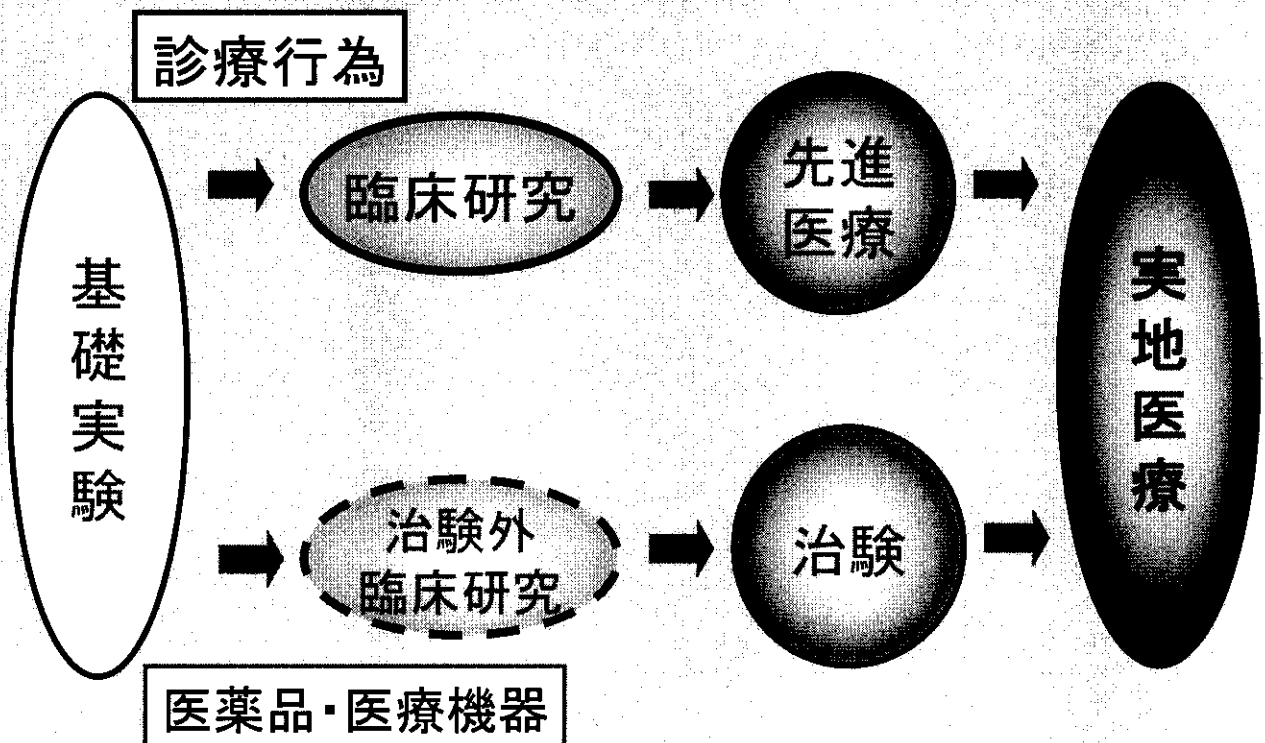 診療行為
基礎実験
臨床研究
先進
医療
実地医療
治験外
臨床研究
治験
医薬品・医療機器